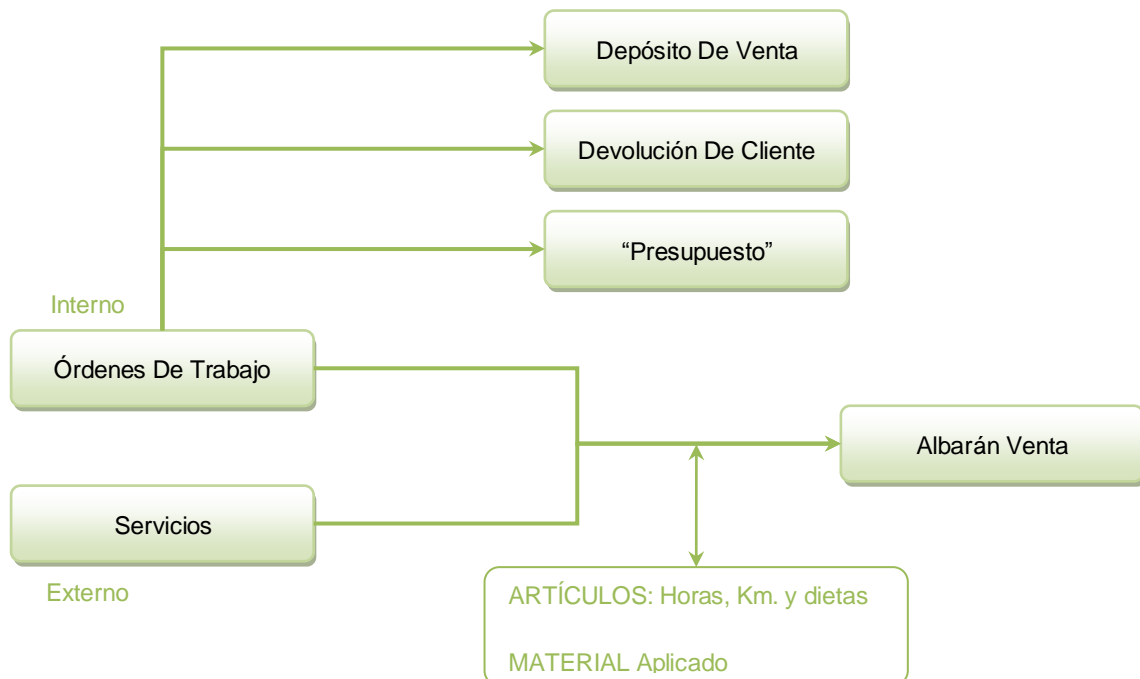 Depósito De Venta
Devolución De Cliente
“Presupuesto”
Interno
Órdenes De Trabajo
Albarán Venta
Servicios
Externo
ARTÍCULOS: Horas, Km. y dietas
MATERIAL Aplicado